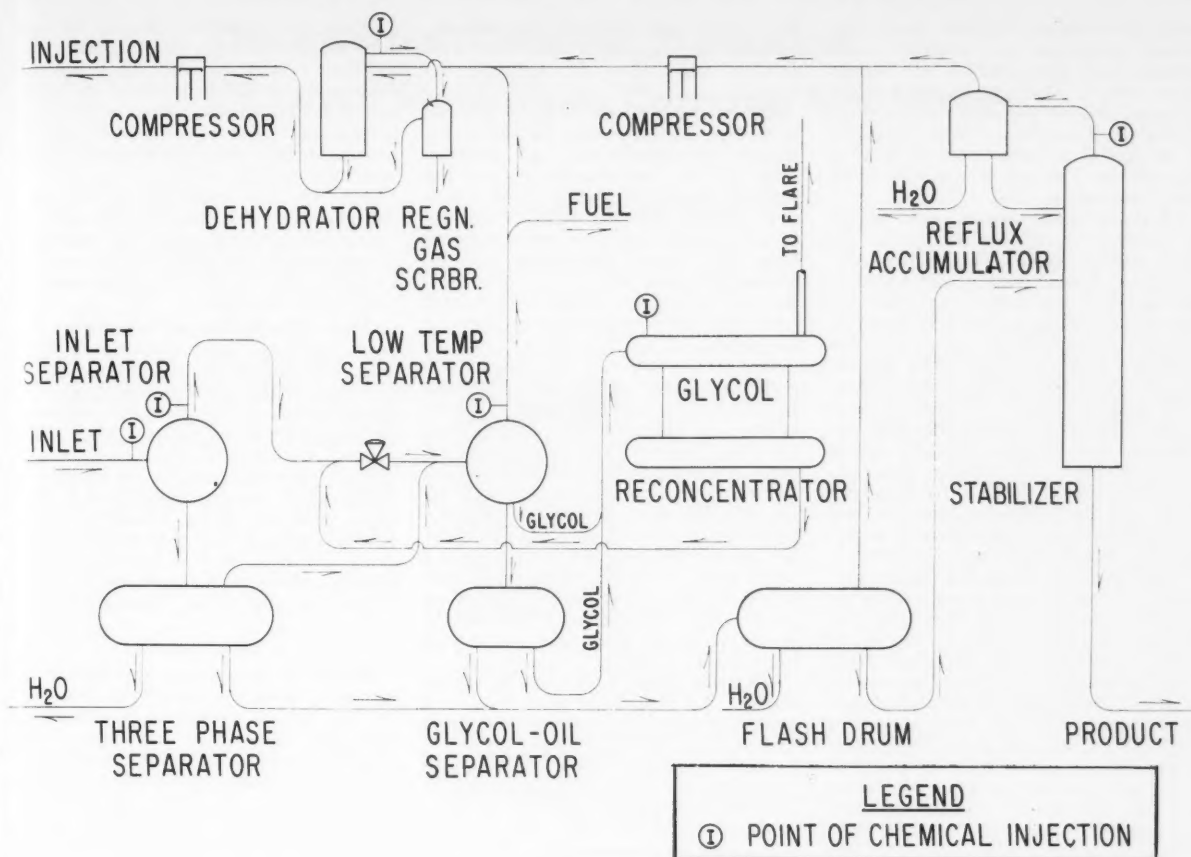 INJECTION
Ⓘ
COMPRESSOR
DEHYDRATOR
REGN.
GAS
SCRBR.
COMPRESSOR
TO FLARE
Ⓘ
H₂O
REFLUX
ACCUMULATOR
FUEL
INLET
SEPARATOR
Ⓘ
Ⓘ
INLET
LOW TEMP
SEPARATOR
Ⓘ
Ⓘ
GLYCOL
RECONCENTRATOR
STABILIZER
GLYCOL
GLYCOL
H₂O
THREE PHASE
SEPARATOR
GLYCOL-OIL
SEPARATOR
H₂O
FLASH DRUM
PRODUCT
LEGEND
Ⓘ POINT OF CHEMICAL INJECTION